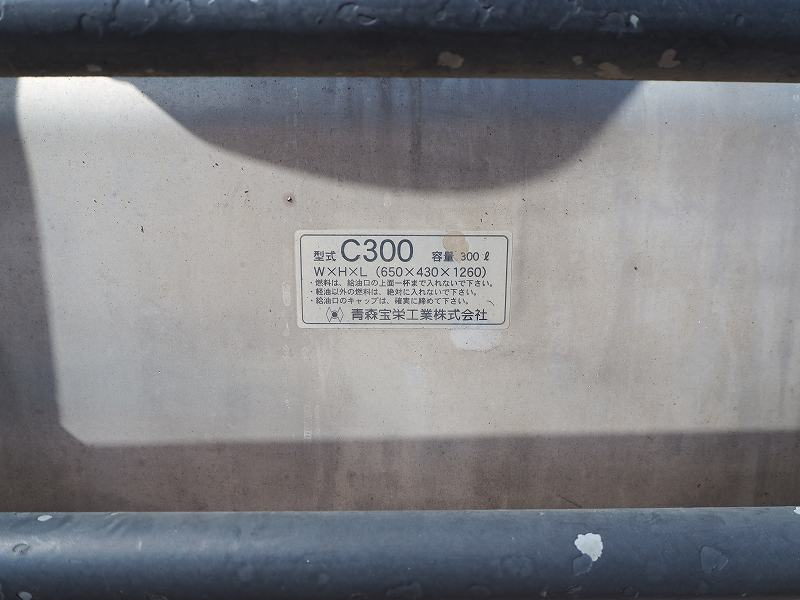 型式 C300 容量 300 ℓ
W×H×L (650×430×1260)
・燃料は、給油口の上面一杯まで入れないで下さい。
・軽油以外の燃料は、絶対に入れないで下さい。
・給油口のキャップは、確実に締めて下さい。
青森宝栄工業株式会社